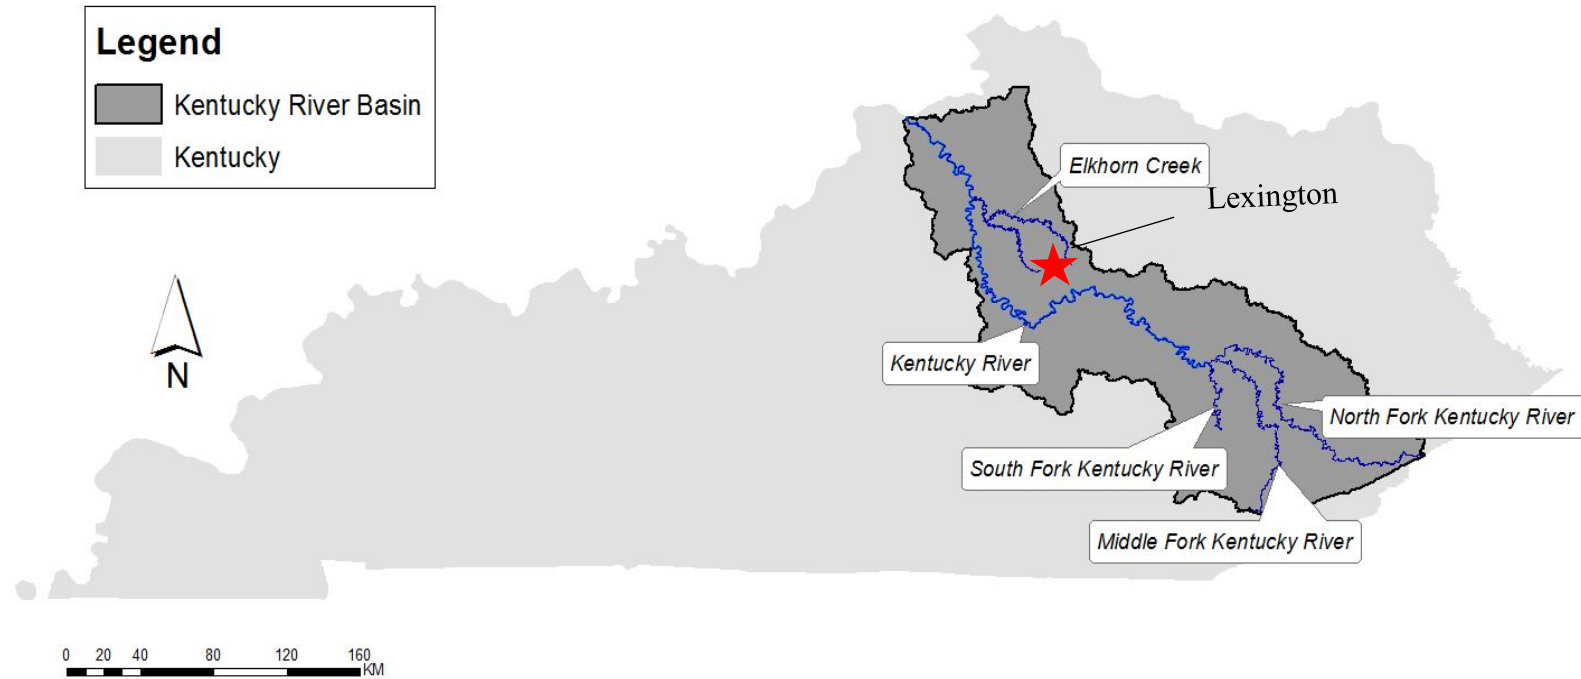 Legend
Kentucky River Basin
Kentucky
Elkhorn Creek
Lexington
Kentucky River
North Fork Kentucky River
South Fork Kentucky River
Middle Fork Kentucky River
N
0 20 40 80 120 160
KM